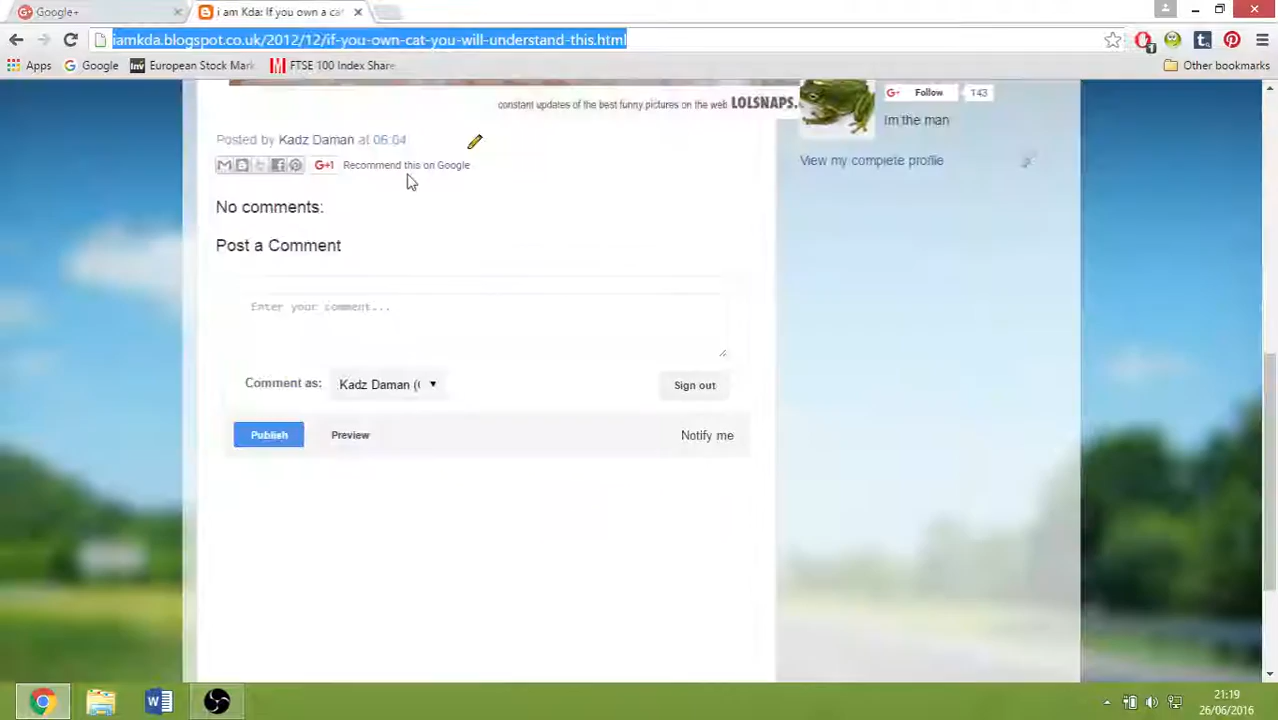 Google+
i am Kda: If you own a ca
iamkda.blogspot.co.uk/2012/12/if-you-own-cat-you-will-understand-this.html
Apps Google European Stock Mark FTSE 100 Index Share Other bookmarks
constant updates of the best funny pictures on the web LOLSNAPS.
G+ Follow 143
Im the man
View my complete profile
Posted by Kadz Daman at 06:04
G+1 Recommend this on Google
No comments:
Post a Comment
Enter your comment...
Comment as: Kadz Daman (
Sign out
Publish Preview Notify me
21:19
26/06/2016